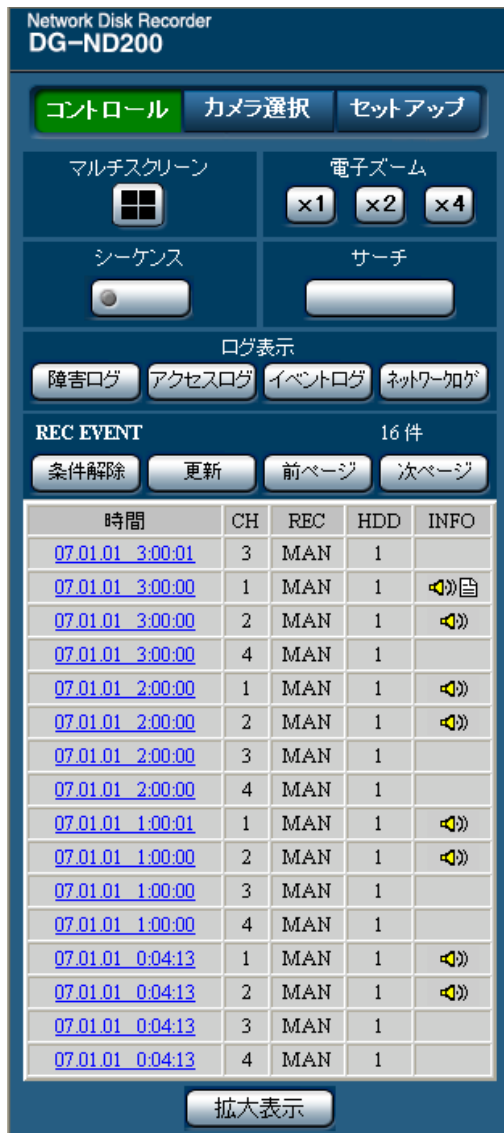 Network Disk Recorder
DG-ND200
コントロール カメラ選択 セットアップ
マルチスクリーン 電子ズーム
×1 ×2 ×4
シーケンス サーチ
ログ表示
障害ログ アクセスログ イベントログ ネットワークログ
REC EVENT 16 件
条件解除 更新 前ページ 次ページ
時間 CH REC HDD INFO
07.01.01 3:00:01 3 MAN 1
07.01.01 3:00:00 1 MAN 1
07.01.01 3:00:00 2 MAN 1
07.01.01 3:00:00 4 MAN 1
07.01.01 2:00:00 1 MAN 1
07.01.01 2:00:00 2 MAN 1
07.01.01 2:00:00 3 MAN 1
07.01.01 2:00:00 4 MAN 1
07.01.01 1:00:01 1 MAN 1
07.01.01 1:00:00 2 MAN 1
07.01.01 1:00:00 3 MAN 1
07.01.01 1:00:00 4 MAN 1
07.01.01 0:04:13 1 MAN 1
07.01.01 0:04:13 2 MAN 1
07.01.01 0:04:13 3 MAN 1
07.01.01 0:04:13 4 MAN 1
拡大表示